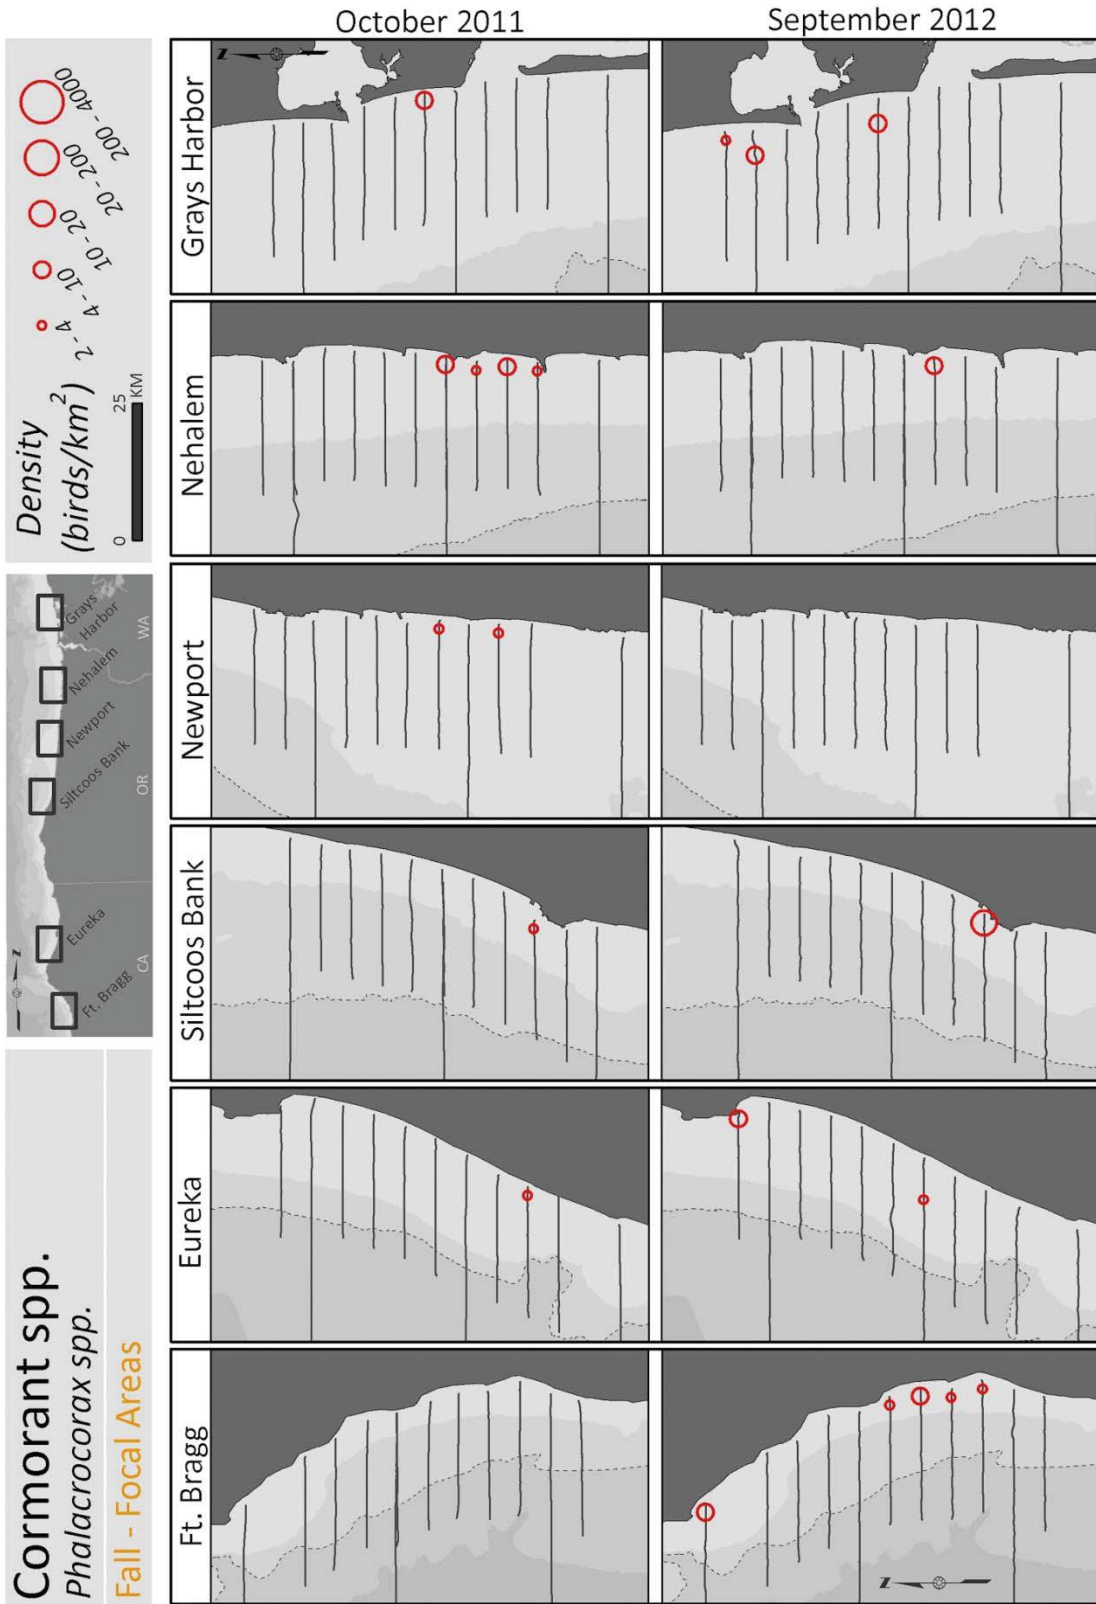 Cormorant spp.
Phalacrocorax spp.
Fall - Focal Areas
N
CA
OR
WA
Ft. Bragg
Eureka
Siltcoos Bank
Newport
Nehalem
Grays
Harbor
Density
(birds/km²)
2 - 4
4 - 10
10 - 20
20 - 200
200 - 4000
0
25
KM
October 2011
September 2012
Grays Harbor
N
Nehalem
Newport
Siltcoos Bank
Eureka
Ft. Bragg
N